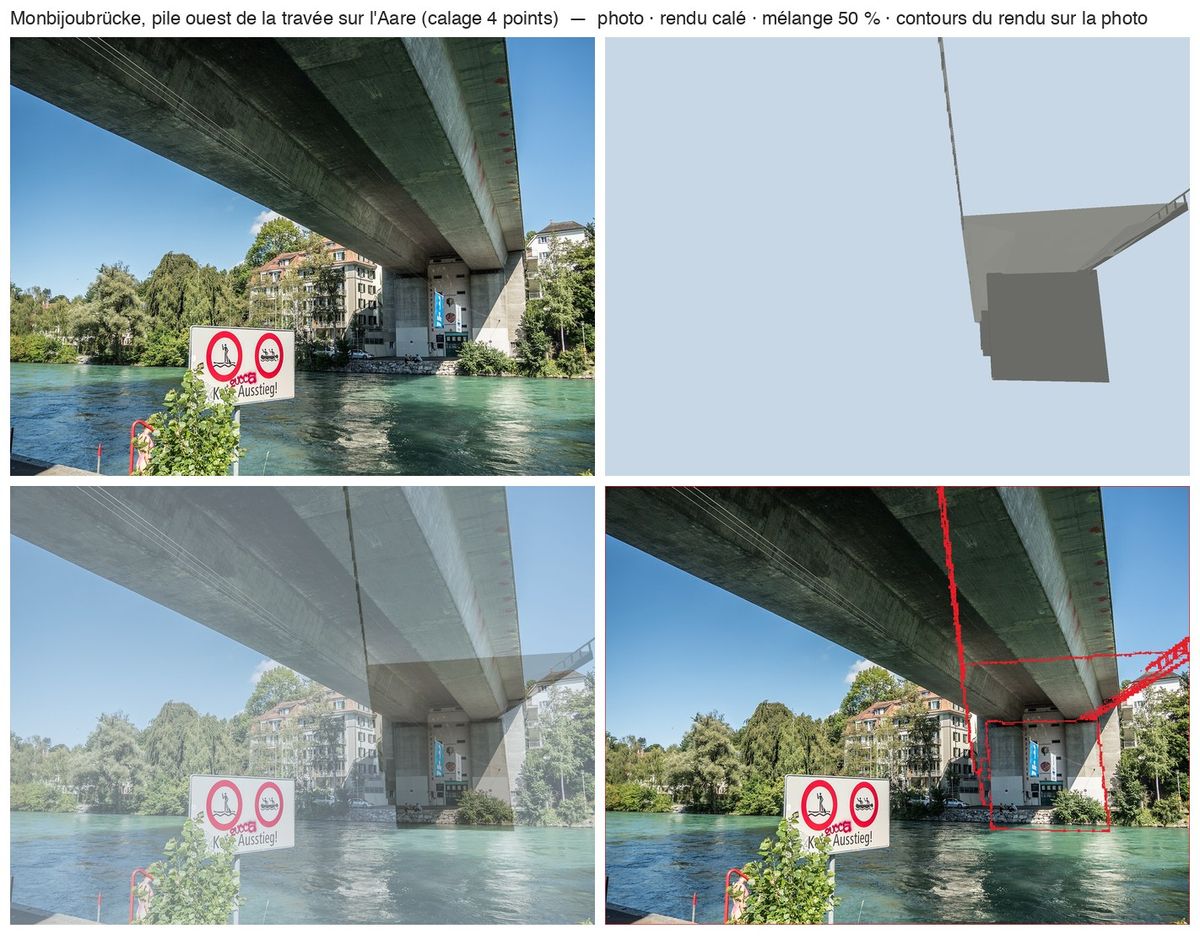 Monbijoubrücke, pile ouest de la travée sur l'Aare (calage 4 points)  —  photo · rendu calé · mélange 50 % · contours du rendu sur la photo
Ausstieg!
Ausstieg!
Ausstieg!